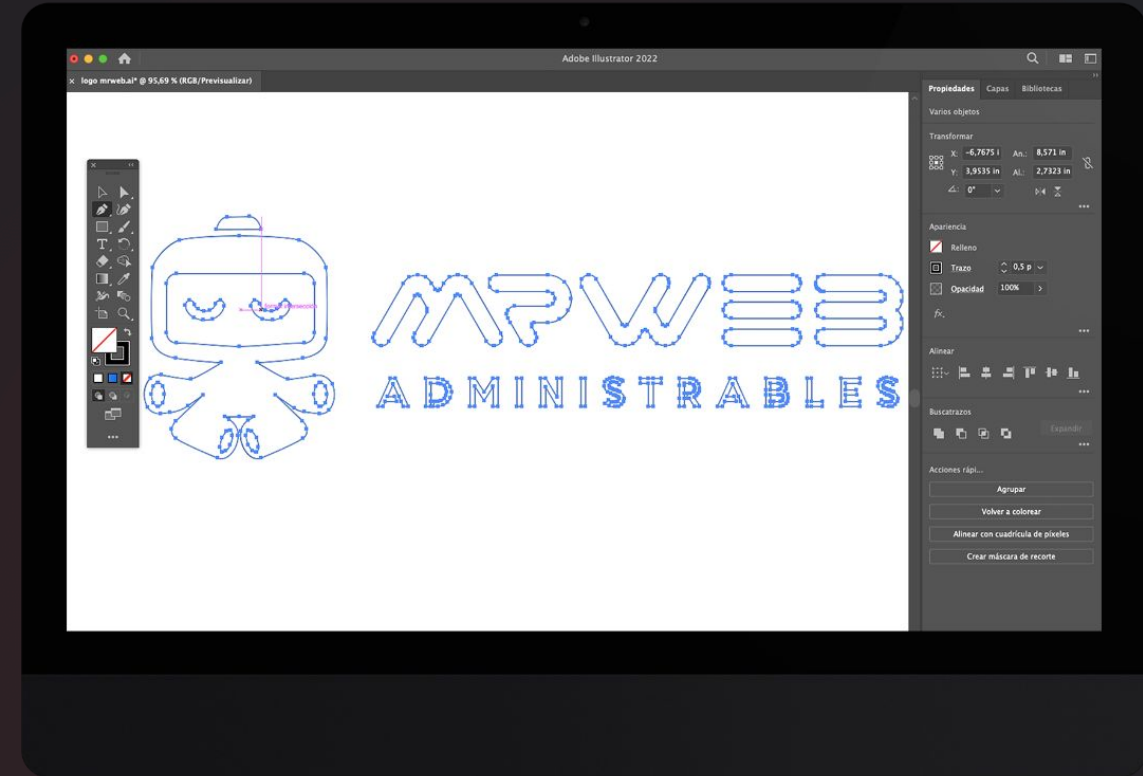 Adobe Illustrator 2022
× logo mrweb.ai* @ 95,69 % (RGB/Previsualizar)
Propiedades Capas Bibliotecas
Varios objetos
Transformar
X: -6,7675 i An.: 8,571 in
Y: 3,9535 in Al.: 2,7323 in
0°
Apariencia
Relleno
Trazo 0,5 p
Opacidad 100%
fx.
Alinear
Buscatrazos
Expandir
Acciones rápi...
Agrupar
Volver a colorear
Alinear con cuadrícula de píxeles
Crear máscara de recorte
MRWEB
ADMINISTRABLES